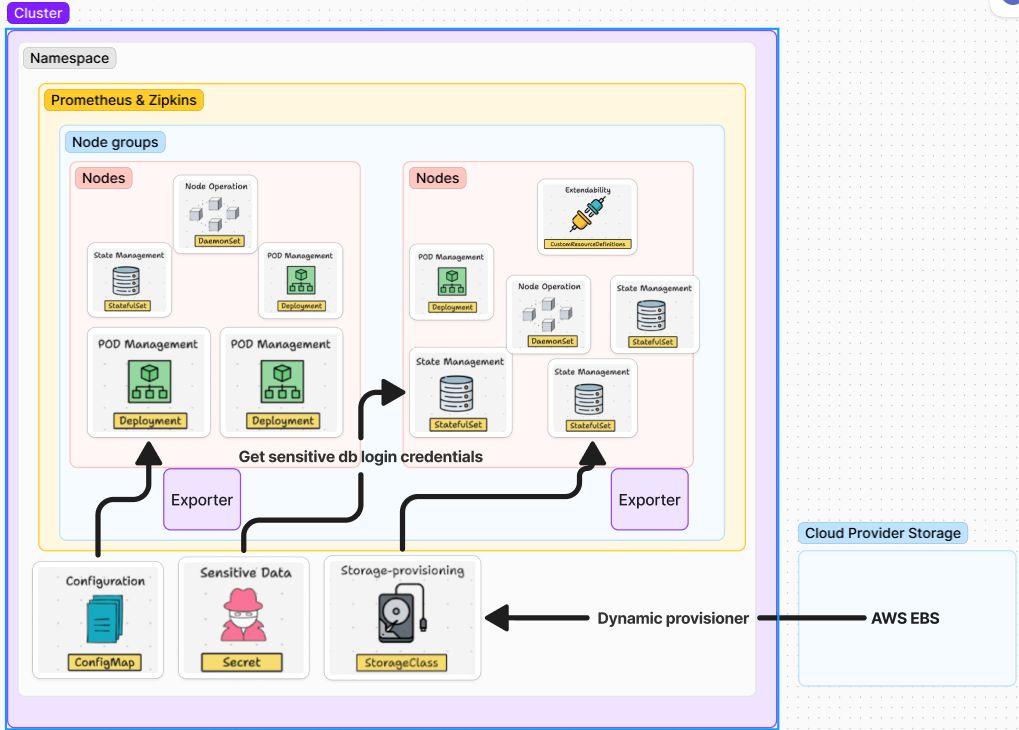 Cluster
Namespace
Prometheus & Zipkins
Node groups
Nodes
Node Operation
DaemonSet
State Management
StatefulSet
POD Management
Deployment
POD Management
Deployment
POD Management
Deployment
Nodes
Extendability
CustomResourceDefinitions
POD Management
Deployment
Node Operation
DaemonSet
State Management
StatefulSet
State Management
StatefulSet
State Management
StatefulSet
Get sensitive db login credentials
Exporter
Exporter
Configuration
ConfigMap
Sensitive Data
Secret
Storage-provisioning
StorageClass
Cloud Provider Storage
Dynamic provisioner
AWS EBS